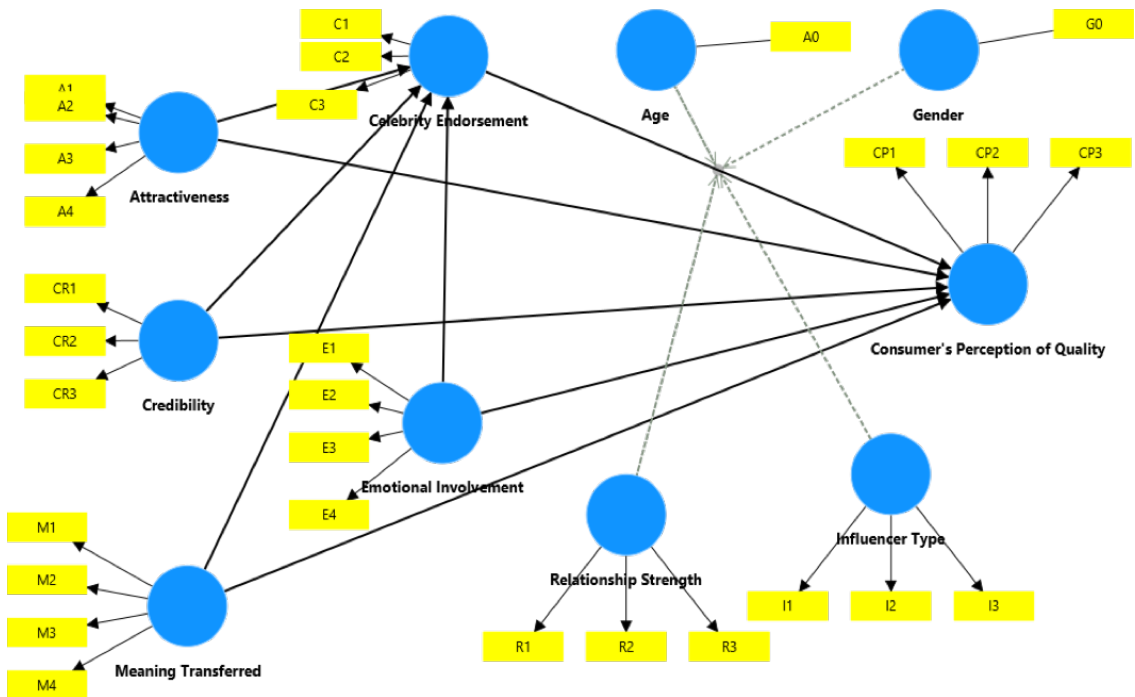 C1
C2
C3
Celebrity Endorsement
A0
Age
G0
Gender
A1
A2
A3
A4
Attractiveness
CP1
CP2
CP3
Consumer's Perception of Quality
CR1
CR2
CR3
Credibility
E1
E2
E3
E4
Emotional Involvement
M1
M2
M3
M4
Meaning Transferred
Relationship Strength
R1
R2
R3
Influencer Type
I1
I2
I3